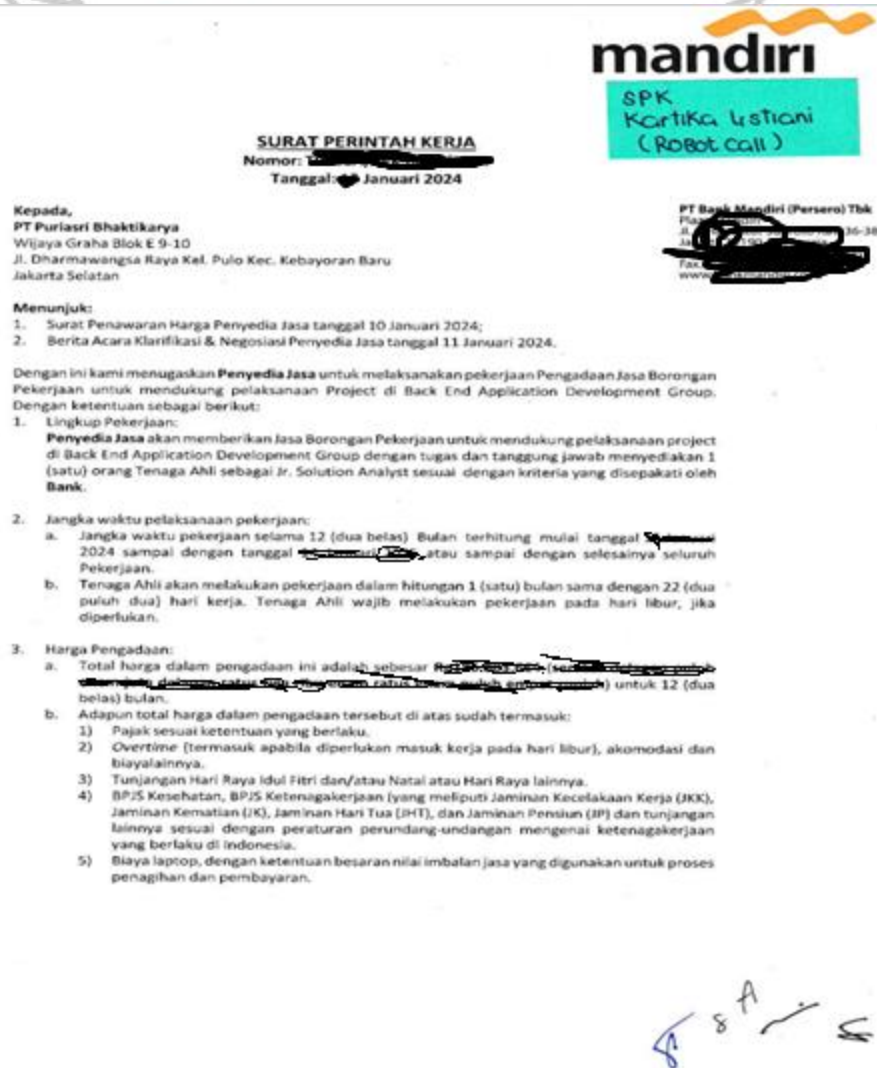 mandiri
SPK
Kartika Listiani
(Robot Call)
SURAT PERINTAH KERJA
Nomor:
Tanggal: Januari 2024
Kepada,
PT Puriasri Bhaktikarya
Wijaya Graha Blok E 9-10
Jl. Dharmawangsa Raya Kel. Pulo Kec. Kebayoran Baru
Jakarta Selatan
PT Bank Mandiri (Persero) Tbk
36-38
Menunjuk:
1. Surat Penawaran Harga Penyedia Jasa tanggal 10 Januari 2024;
2. Berita Acara Klarifikasi & Negosiasi Penyedia Jasa tanggal 11 Januari 2024.
Dengan ini kami menugaskan Penyedia Jasa untuk melaksanakan pekerjaan Pengadaan Jasa Borongan
Pekerjaan untuk mendukung pelaksanaan Project di Back End Application Development Group.
Dengan ketentuan sebagai berikut:
1. Lingkup Pekerjaan:
Penyedia Jasa akan memberikan Jasa Borongan Pekerjaan untuk mendukung pelaksanaan project
di Back End Application Development Group dengan tugas dan tanggung jawab menyediakan 1
(satu) orang Tenaga Ahli sebagai Jr. Solution Analyst sesuai dengan kriteria yang disepakati oleh
Bank.
2. Jangka waktu pelaksanaan pekerjaan:
a. Jangka waktu pekerjaan selama 12 (dua belas) Bulan terhitung mulai tanggal
2024 sampai dengan tanggal atau sampai dengan selesainya seluruh
Pekerjaan.
b. Tenaga Ahli akan melakukan pekerjaan dalam hitungan 1 (satu) bulan sama dengan 22 (dua
puluh dua) hari kerja. Tenaga Ahli wajib melakukan pekerjaan pada hari libur, jika
diperlukan.
3. Harga Pengadaan:
a. Total harga dalam pengadaan ini adalah sebesar
) untuk 12 (dua
belas) bulan.
b. Adapun total harga dalam pengadaan tersebut di atas sudah termasuk:
1) Pajak sesuai ketentuan yang berlaku.
2) Overtime (termasuk apabila diperlukan masuk kerja pada hari libur), akomodasi dan
biayalainnya.
3) Tunjangan Hari Raya Idul Fitri dan/atau Natal atau Hari Raya lainnya.
4) BPJS Kesehatan, BPJS Ketenagakerjaan (yang meliputi Jaminan Kecelakaan Kerja (JKK),
Jaminan Kematian (JK), Jaminan Hari Tua (JHT), dan Jaminan Pensiun (JP) dan tunjangan
lainnya sesuai dengan peraturan perundang-undangan mengenai ketenagakerjaan
yang berlaku di Indonesia.
5) Biaya laptop, dengan ketentuan besaran nilai imbalan jasa yang digunakan untuk proses
penagihan dan pembayaran.